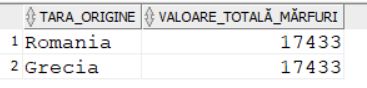 TARA_ORIGINE VALOARE_TOTALĂ_MĂRFURI
1 Romania 17433
2 Grecia 17433